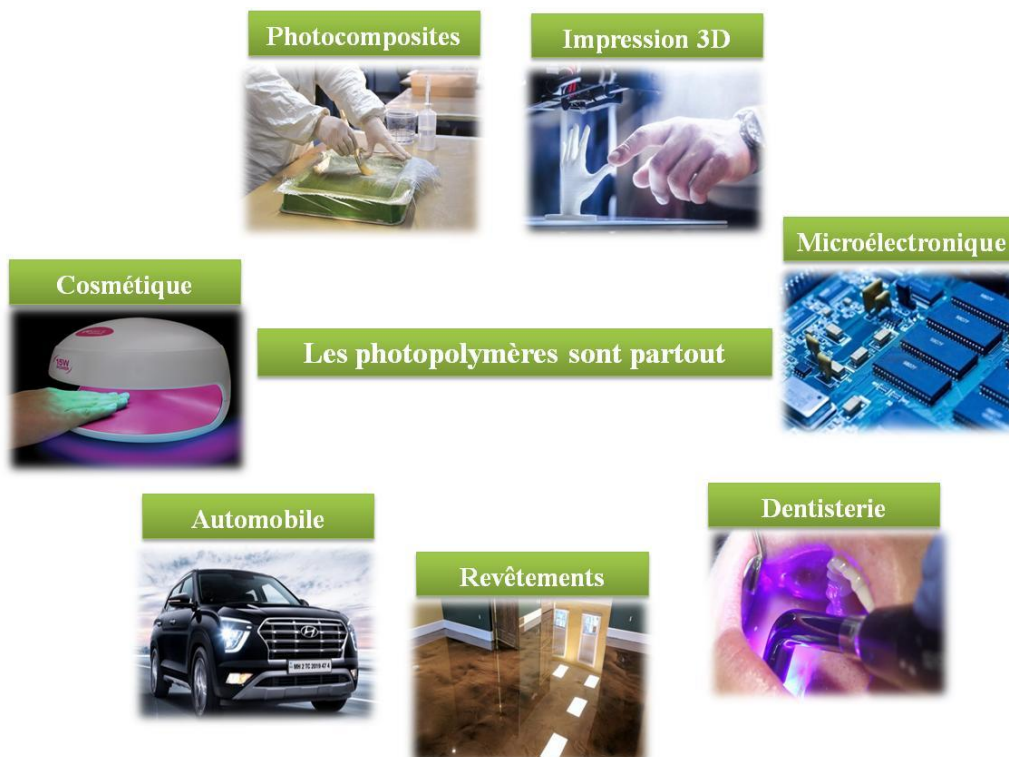 Photocomposites
Impression 3D
Microélectronique
Cosmétique
Les photopolymères sont partout
Automobile
Dentisterie
Revêtements